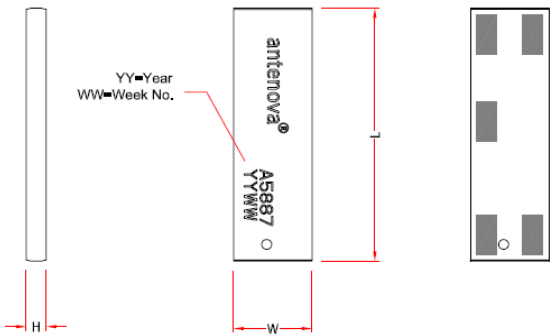 YY=Year
WW=Week No.
antenova®
A5887
YYWW
L
H
W